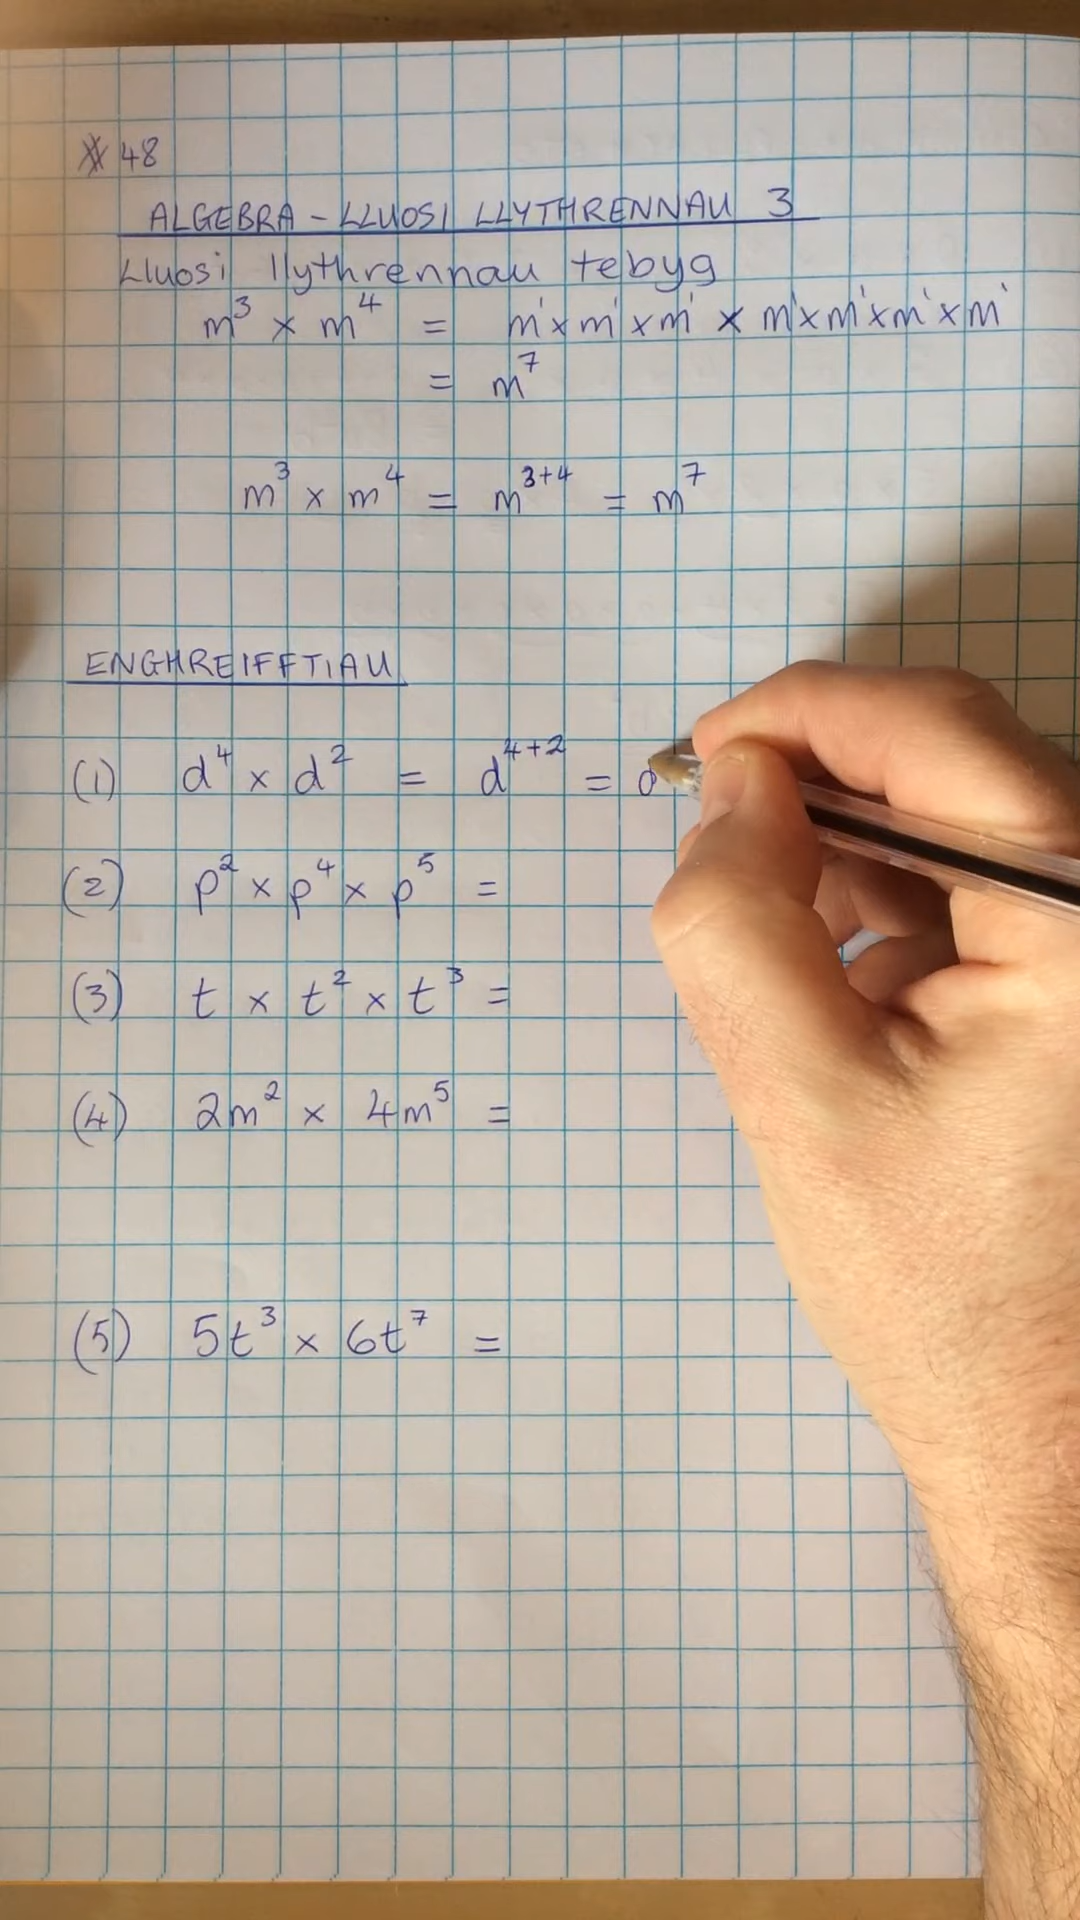 * 48
ALGEBRA - LLUOSI LLYTHRENNAU 3
Lluosi llythrennau tebyg
m³ × m⁴ = m¹×m¹×m¹ × m¹×m¹×m¹×m¹
= m⁷
m³ × m⁴ = m³⁺⁴ = m⁷
ENGHREIFFTIAU
(1) d⁴ × d² = d⁴⁺² =
(2) p² × p⁴ × p⁵ =
(3) t × t² × t³ =
(4) 2m² × 4m⁵ =
(5) 5t³ × 6t⁷ =